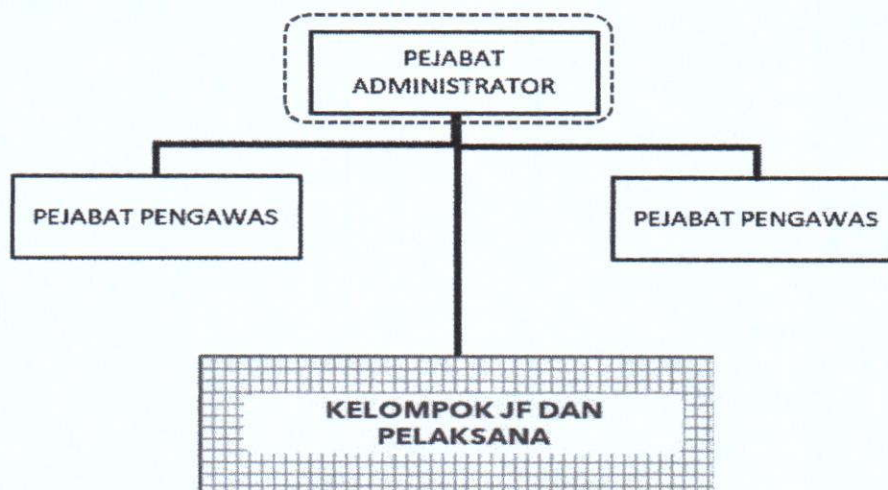 PEJABAT
ADMINISTRATOR
PEJABAT PENGAWAS
PEJABAT PENGAWAS
KELOMPOK JF DAN
PELAKSANA